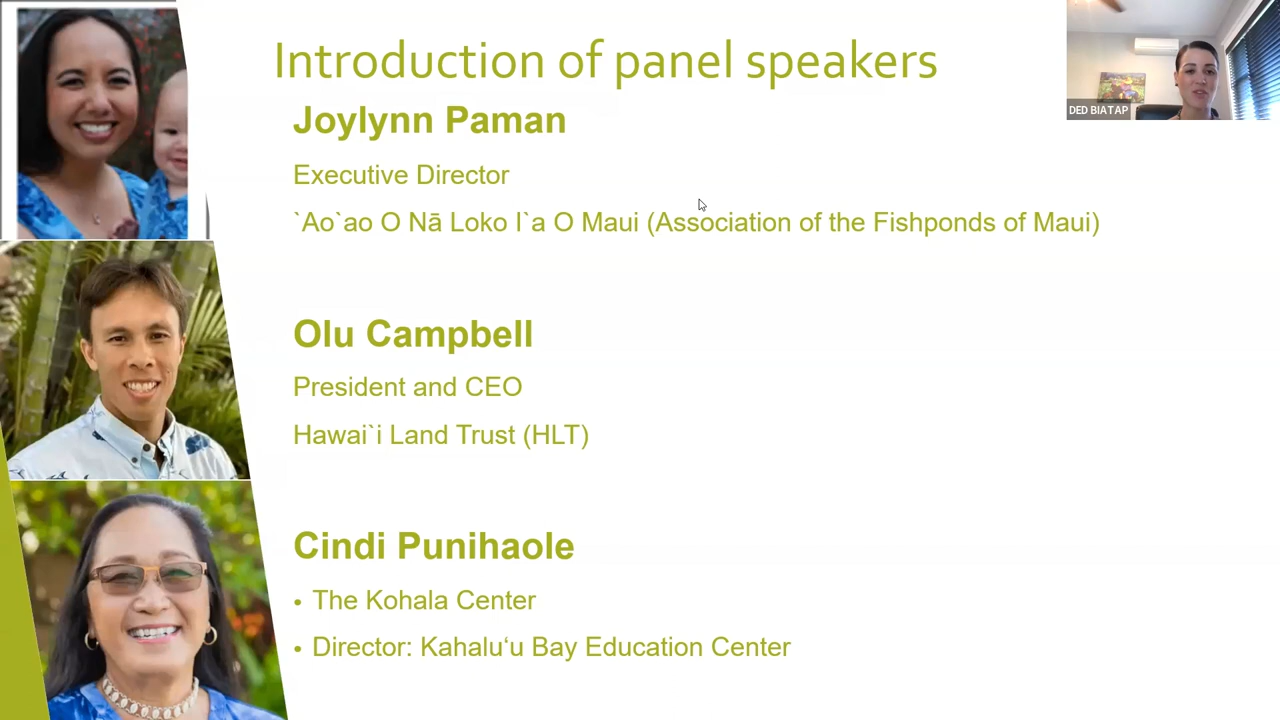 Introduction of panel speakers
DED BIATAP
Joylynn Paman
Executive Director
`Ao`ao O Nā Loko I`a O Maui (Association of the Fishponds of Maui)
Olu Campbell
President and CEO
Hawai`i Land Trust (HLT)
Cindi Punihaole
• The Kohala Center
• Director: Kahalu‘u Bay Education Center